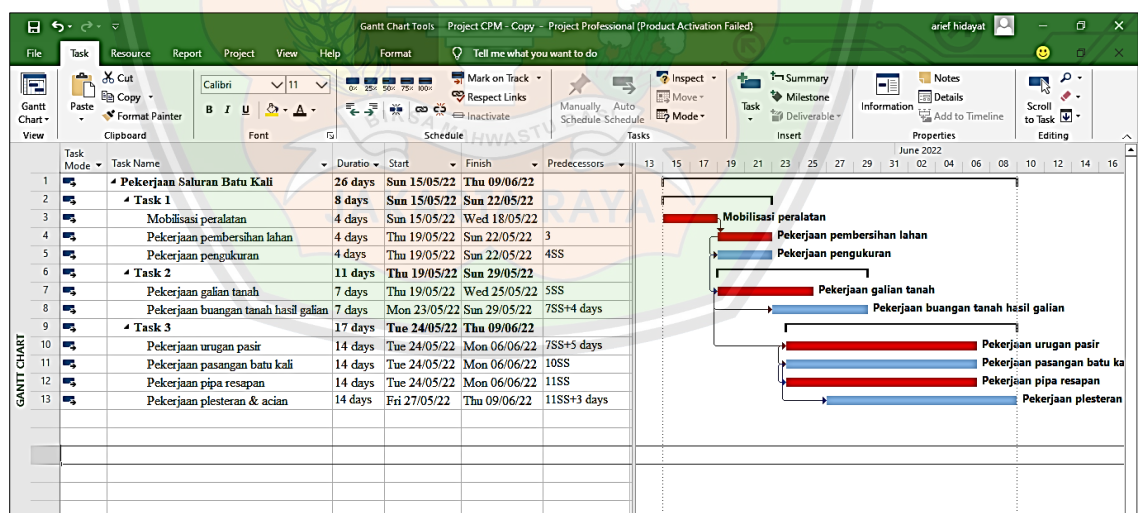 Gantt Chart Tools Project CPM - Copy - Project Professional (Product Activation Failed) arief hidayat
File Task Resource Report Project View Help Format Tell me what you want to do
Gantt Chart
View
Paste
Cut
Copy
Format Painter
Clipboard
Calibri 11
B I U A
Font
0% 25% 50% 75% 100%
Mark on Track
Respect Links
Inactivate
Schedule
Manually Schedule
Auto Schedule
Inspect
Move
Mode
Tasks
Task
Summary
Milestone
Deliverable
Insert
Information
Notes
Details
Add to Timeline
Properties
Scroll to Task
Editing
MAHWASTU
RAYA
Task Mode Task Name Duratio Start Finish Predecessors
June 2022
13 15 17 19 21 23 25 27 29 31 02 04 06 08 10 12 14 16
1 Pekerjaan Saluran Batu Kali 26 days Sun 15/05/22 Thu 09/06/22
2 Task 1 8 days Sun 15/05/22 Sun 22/05/22
3 Mobilisasi peralatan 4 days Sun 15/05/22 Wed 18/05/22 Mobilisasi peralatan
4 Pekerjaan pembersihan lahan 4 days Thu 19/05/22 Sun 22/05/22 3 Pekerjaan pembersihan lahan
5 Pekerjaan pengukuran 4 days Thu 19/05/22 Sun 22/05/22 4SS Pekerjaan pengukuran
6 Task 2 11 days Thu 19/05/22 Sun 29/05/22
7 Pekerjaan galian tanah 7 days Thu 19/05/22 Wed 25/05/22 5SS Pekerjaan galian tanah
8 Pekerjaan buangan tanah hasil galian 7 days Mon 23/05/22 Sun 29/05/22 7SS+4 days Pekerjaan buangan tanah hasil galian
9 Task 3 17 days Tue 24/05/22 Thu 09/06/22
10 Pekerjaan urugan pasir 14 days Tue 24/05/22 Mon 06/06/22 7SS+5 days Pekerjaan urugan pasir
11 Pekerjaan pasangan batu kali 14 days Tue 24/05/22 Mon 06/06/22 10SS Pekerjaan pasangan batu ka
12 Pekerjaan pipa resapan 14 days Tue 24/05/22 Mon 06/06/22 11SS Pekerjaan pipa resapan
13 Pekerjaan plesteran & acian 14 days Fri 27/05/22 Thu 09/06/22 11SS+3 days Pekerjaan plesteran
GANTT CHART